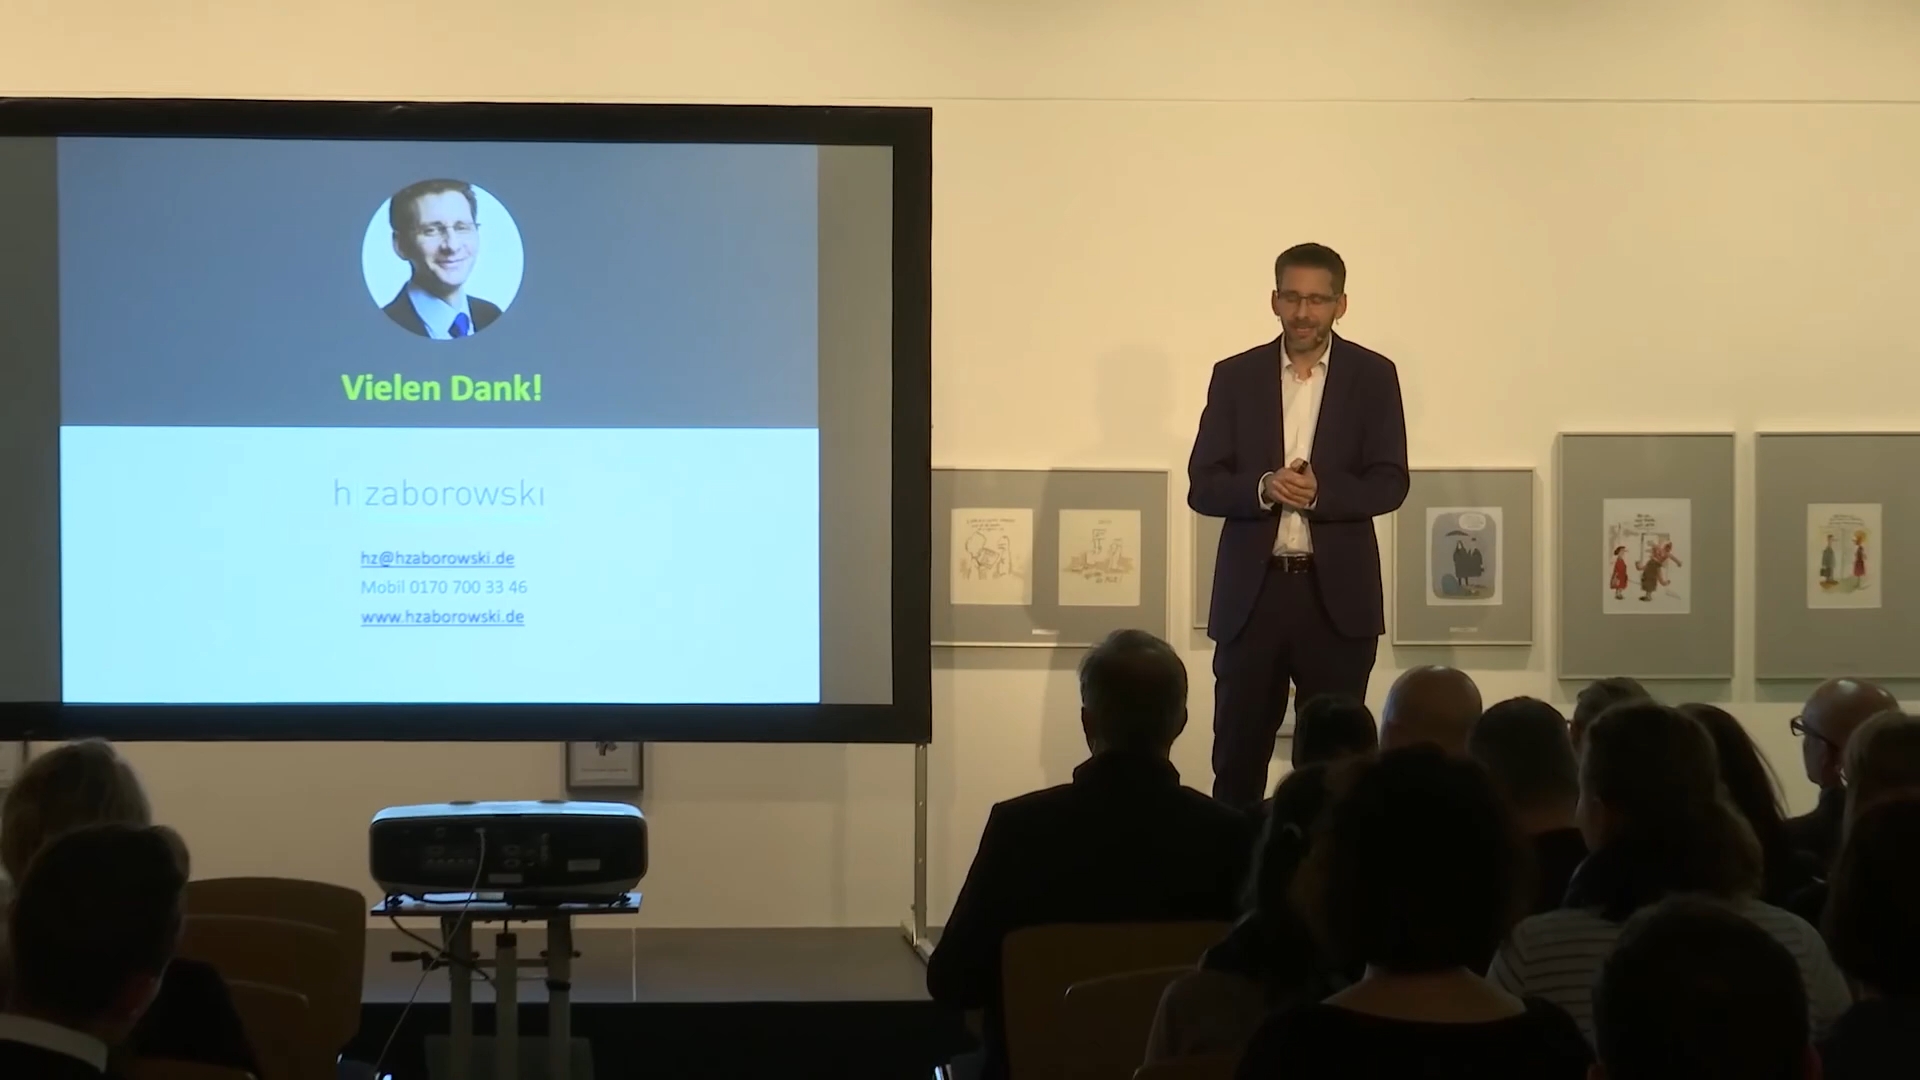 Vielen Dank!
h zaborowski
hz@hzaborowski.de
Mobil 0170 700 33 46
www.hzaborowski.de